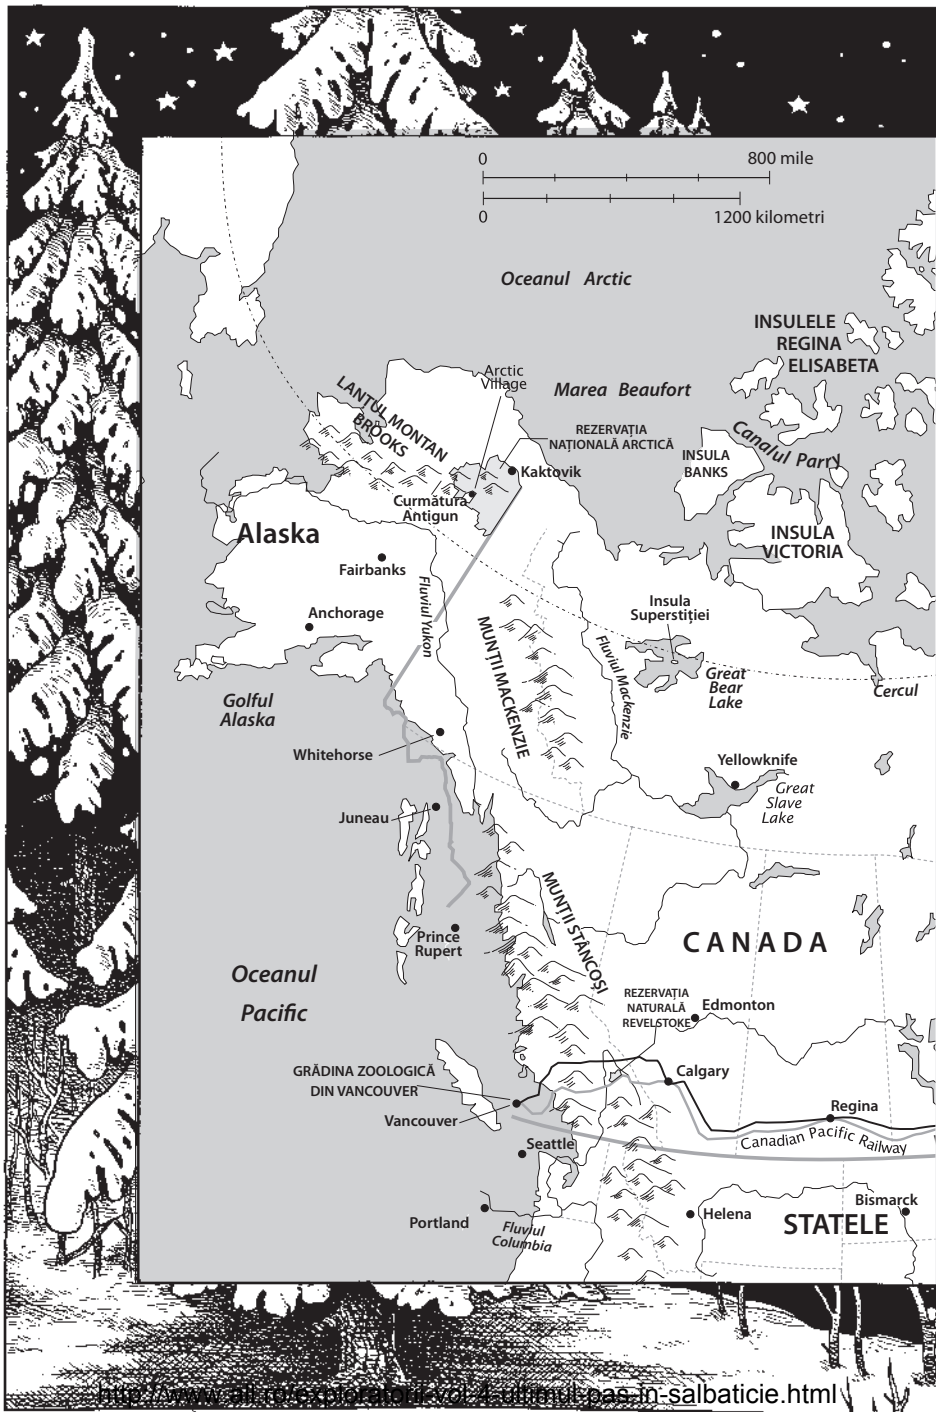 0 800 mile
0 1200 kilometri
Oceanul Arctic
INSULELE
REGINA
ELISABETA
Arctic
Village
Marea Beaufort
LANTUL MONTAN
BROOKS
REZERVAȚIA
NAȚIONALĂ ARCTICĂ
Canalul Parry
INSULA
BANKS
Kaktovik
Curmătura
Antigun
Alaska
INSULA
VICTORIA
Fairbanks
Fluviul Yukon
Insula
Superstiției
Anchorage
MUNȚII MACKENZIE
Fluviul Mackenzie
Great
Bear
Lake
Cercul
Golful
Alaska
Whitehorse
Yellowknife
Great
Slave
Lake
Juneau
MUNȚII STÂNCOȘI
Prince
Rupert
CANADA
Oceanul
Pacific
REZERVAȚIA
NATURALĂ
REVELSTOKE
Edmonton
GRĂDINA ZOOLOGICĂ
DIN VANCOUVER
Calgary
Vancouver
Regina
Canadian Pacific Railway
Seattle
Portland
Fluviul
Columbia
Helena
STATELE
Bismarck
http://www.all.ro/exploratorii-vol-4-ultimul-pas-in-salbaticie.html